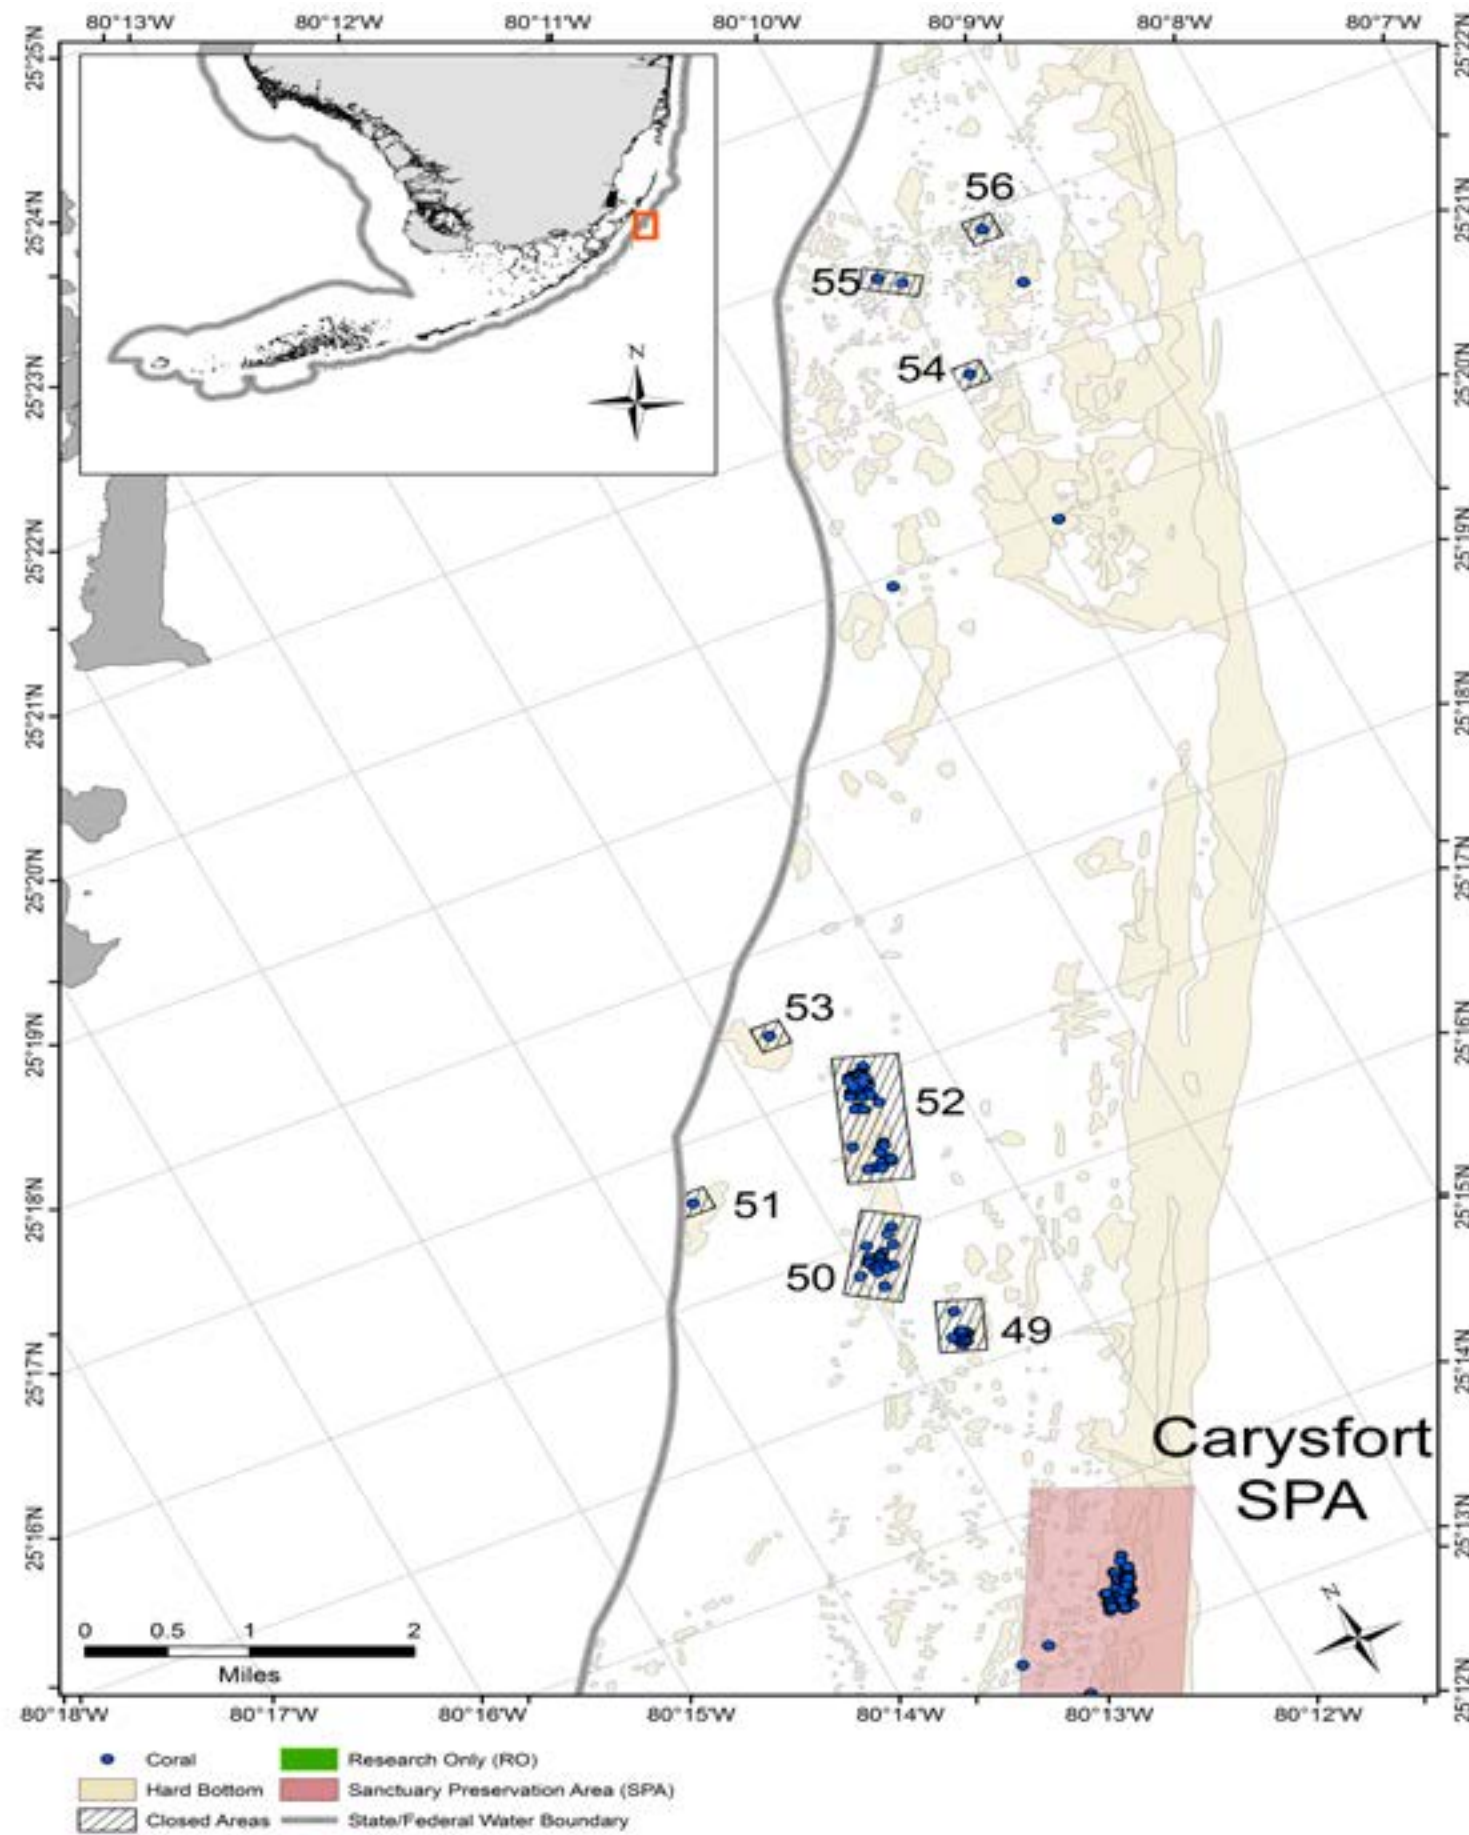 80°13'W 80°12'W 80°11'W 80°10'W 80°9'W 80°8'W 80°7'W
25°25'N
25°24'N
25°23'N
25°22'N
25°21'N
25°20'N
25°19'N
25°18'N
25°17'N
25°16'N
25°22'N
25°21'N
25°20'N
25°19'N
25°18'N
25°17'N
25°16'N
25°15'N
25°14'N
25°13'N
25°12'N
N
56
55
54
53
52
51
50
49
Carysfort
SPA
N
0 0.5 1 2
Miles
80°18'W 80°17'W 80°16'W 80°15'W 80°14'W 80°13'W 80°12'W
Coral Research Only (RO)
Hard Bottom Sanctuary Preservation Area (SPA)
Closed Areas State/Federal Water Boundary